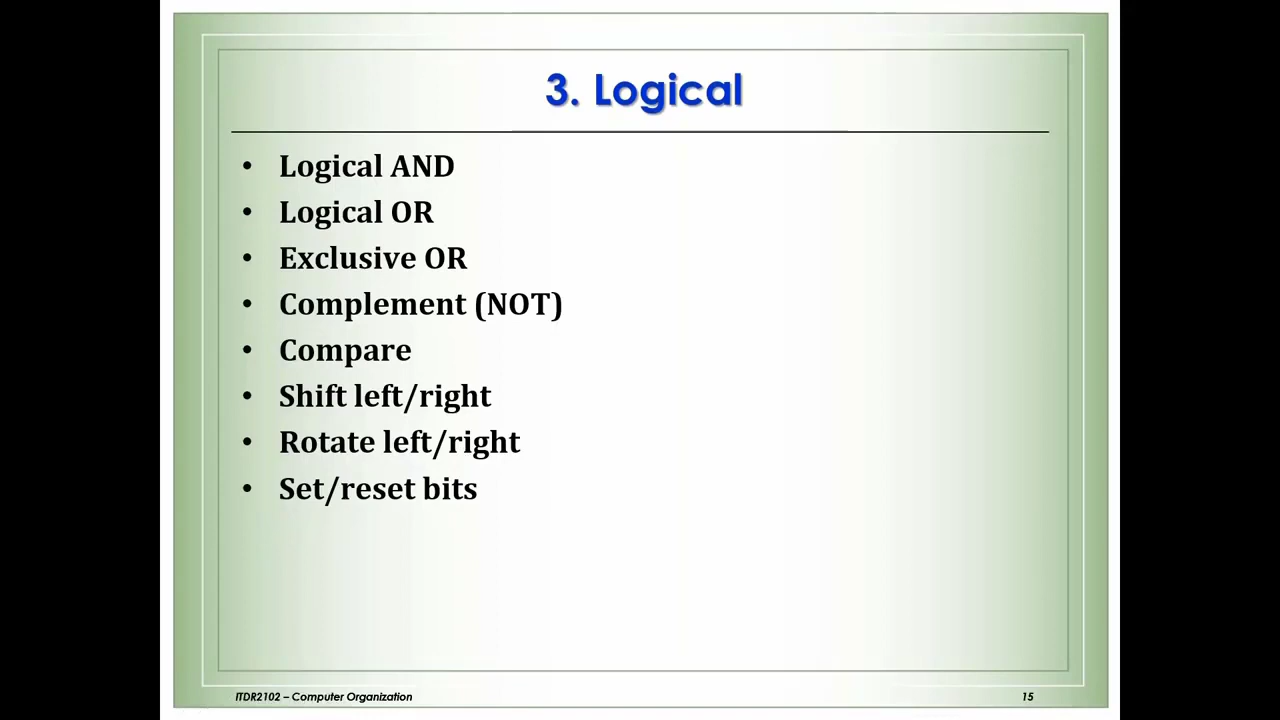 3. Logical
• Logical AND
• Logical OR
• Exclusive OR
• Complement (NOT)
• Compare
• Shift left/right
• Rotate left/right
• Set/reset bits
ITDR2102 – Computer Organization
15